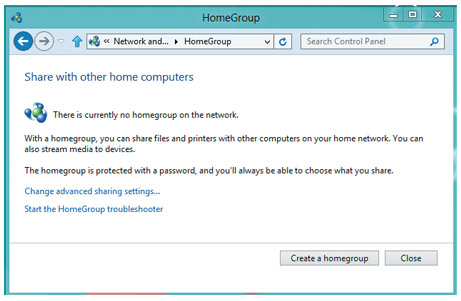 HomeGroup
« Network and... ▸ HomeGroup
Search Control Panel
Share with other home computers
There is currently no homegroup on the network.
With a homegroup, you can share files and printers with other computers on your home network. You can
also stream media to devices.
The homegroup is protected with a password, and you'll always be able to choose what you share.
Change advanced sharing settings...
Start the HomeGroup troubleshooter
Create a homegroup
Close